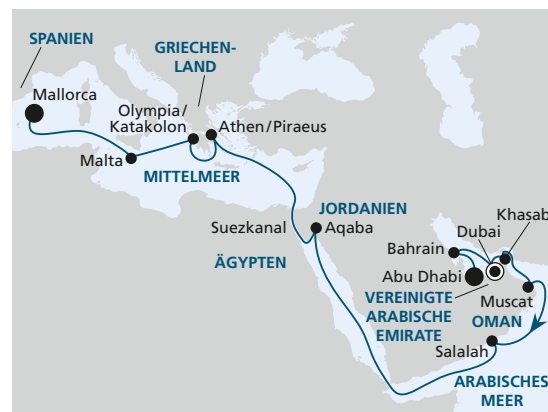 SPANIEN
GRIECHEN-
LAND
Mallorca
Olympia/
Katakolon
Athen/Piraeus
Malta
MITTELMEER
Suezkanal
JORDANIEN
Aqaba
ÄGYPTEN
Khasab
Dubai
Bahrain
Abu Dhabi
VEREINIGTE
ARABISCHE
EMIRATE
Muscat
OMAN
Salalah
ARABISCHES
MEER